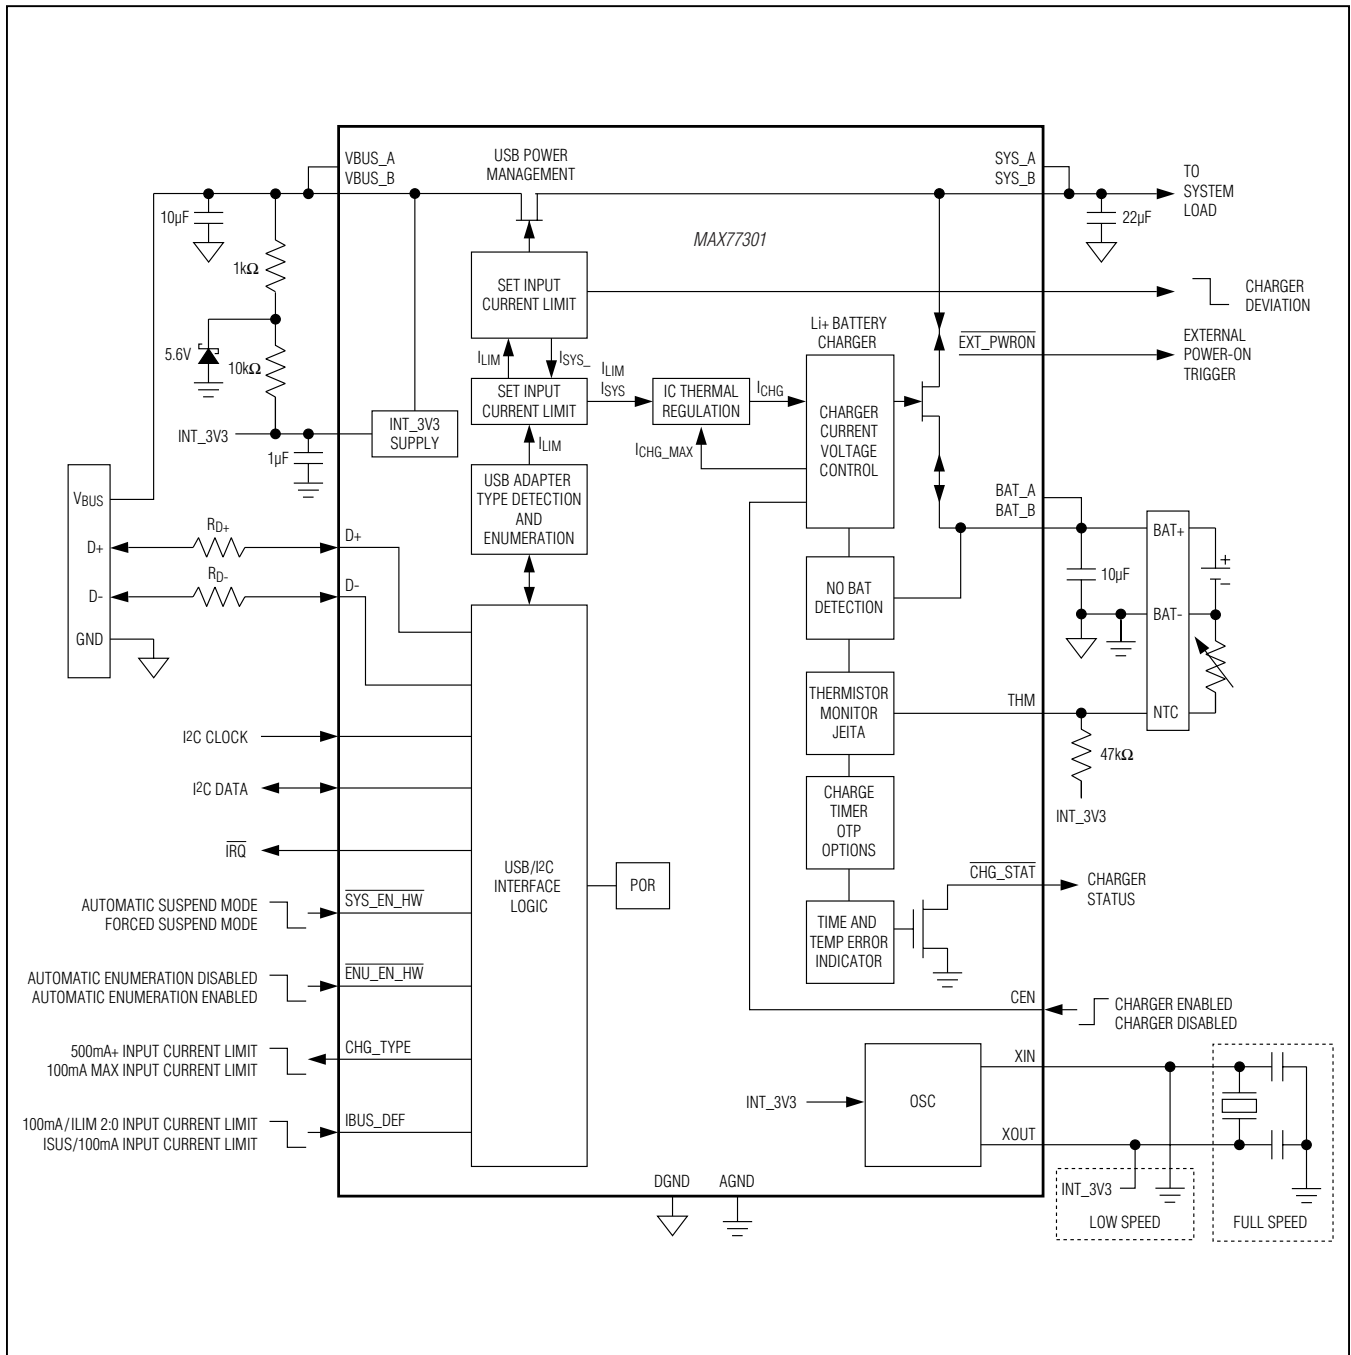 VBUS_A
VBUS_B
USB POWER
MANAGEMENT
SYS_A
SYS_B
TO
SYSTEM
LOAD
10µF
22µF
MAX77301
1kΩ
SET INPUT
CURRENT LIMIT
CHARGER
DEVIATION
Li+ BATTERY
CHARGER
EXT_PWRON
EXTERNAL
POWER-ON
TRIGGER
5.6V
10kΩ
ILIM
ISYS_
ILIM
ISYS
SET INPUT
CURRENT LIMIT
IC THERMAL
REGULATION
ICHG
CHARGER
CURRENT
VOLTAGE
CONTROL
INT_3V3
INT_3V3
SUPPLY
1µF
ILIM
ICHG_MAX
USB ADAPTER
TYPE DETECTION
AND
ENUMERATION
VBUS
D+
D-
GND
RD+
RD-
D+
D-
BAT_A
BAT_B
BAT+
+
−
10µF
BAT-
NO BAT
DETECTION
THERMISTOR
MONITOR
JEITA
THM
NTC
47kΩ
INT_3V3
I2C CLOCK
I2C DATA
IRQ
CHARGE
TIMER
OTP
OPTIONS
USB/I2C
INTERFACE
LOGIC
POR
CHG_STAT
CHARGER
STATUS
AUTOMATIC SUSPEND MODE
FORCED SUSPEND MODE
SYS_EN_HW
TIME AND
TEMP ERROR
INDICATOR
AUTOMATIC ENUMERATION DISABLED
AUTOMATIC ENUMERATION ENABLED
ENU_EN_HW
CEN
CHARGER ENABLED
CHARGER DISABLED
500mA+ INPUT CURRENT LIMIT
100mA MAX INPUT CURRENT LIMIT
CHG_TYPE
XIN
INT_3V3
OSC
100mA/ILIM 2:0 INPUT CURRENT LIMIT
ISUS/100mA INPUT CURRENT LIMIT
IBUS_DEF
XOUT
DGND
AGND
INT_3V3
LOW SPEED
FULL SPEED